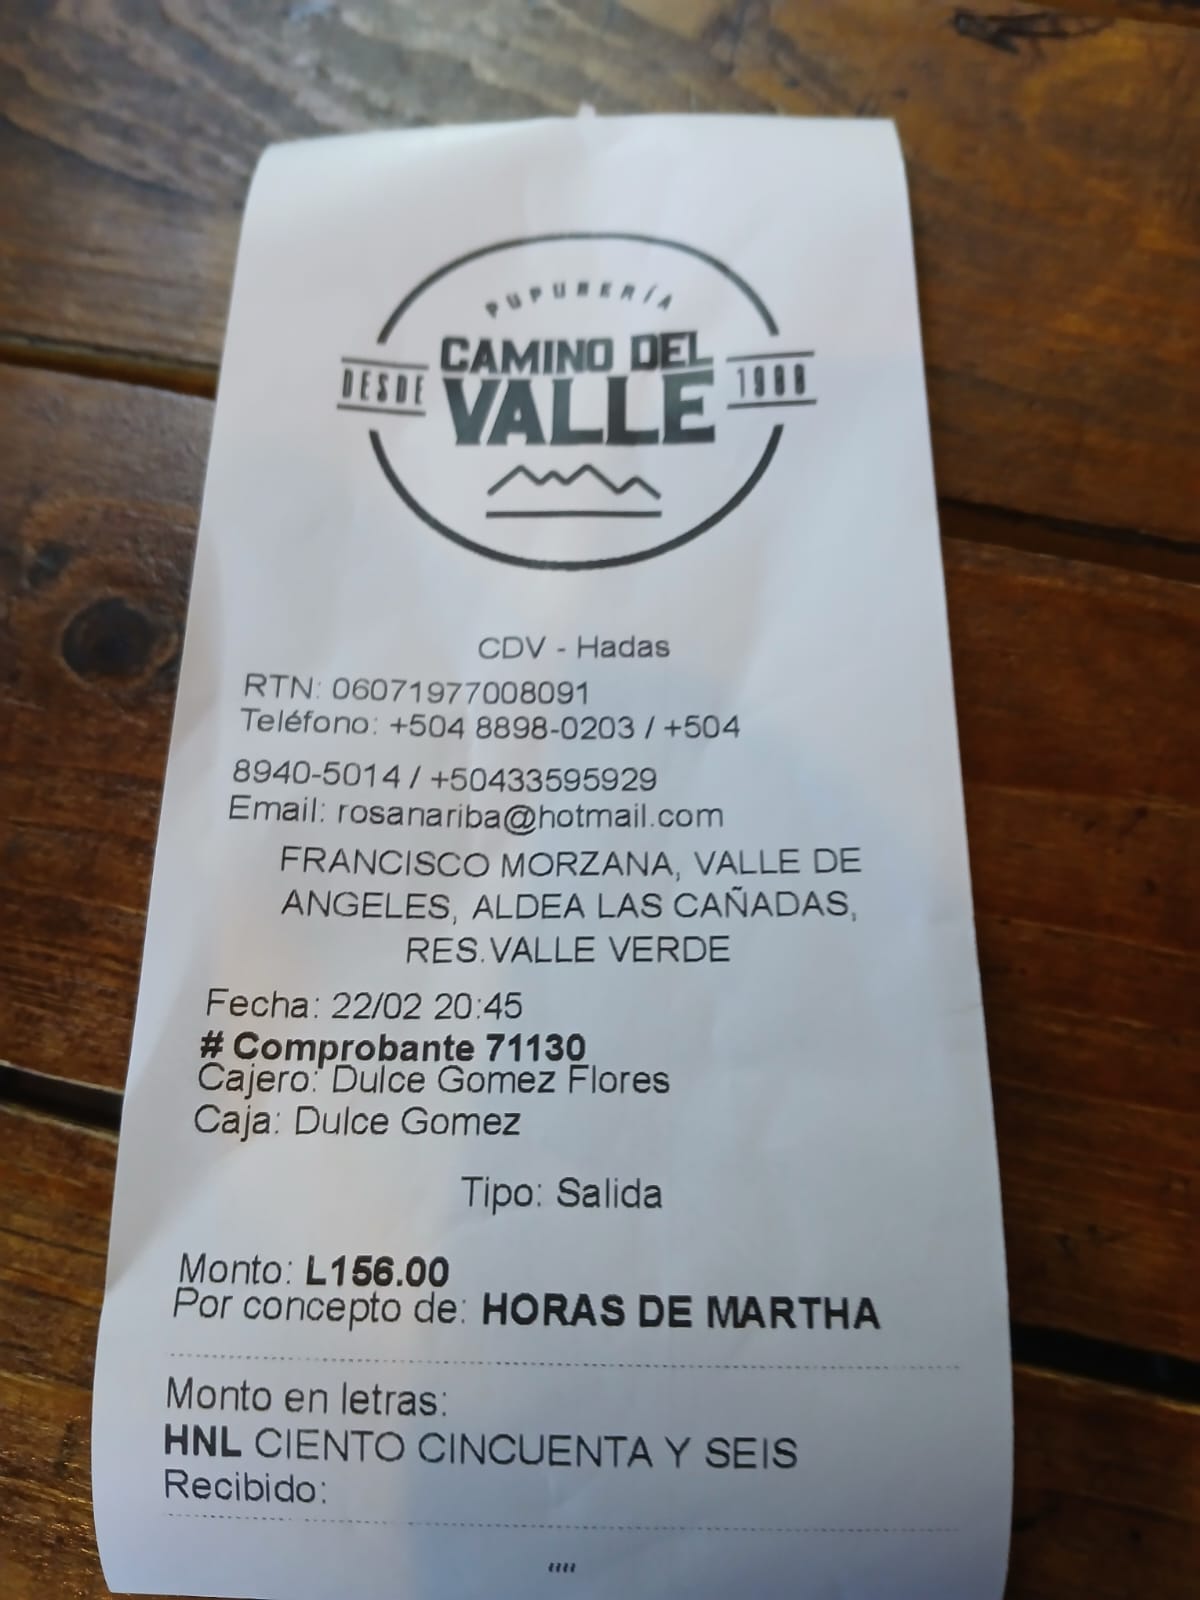 PUPUSERÍA
DESDE CAMINO DEL VALLE 1988
CDV - Hadas
RTN: 06071977008091
Teléfono: +504 8898-0203 / +504
8940-5014 / +50433595929
Email: rosanariba@hotmail.com
FRANCISCO MORZANA, VALLE DE
ANGELES, ALDEA LAS CAÑADAS,
RES.VALLE VERDE
Fecha: 22/02 20:45
# Comprobante 71130
Cajero: Dulce Gomez Flores
Caja: Dulce Gomez
Tipo: Salida
Monto: L156.00
Por concepto de: HORAS DE MARTHA
Monto en letras:
HNL CIENTO CINCUENTA Y SEIS
Recibido:
""